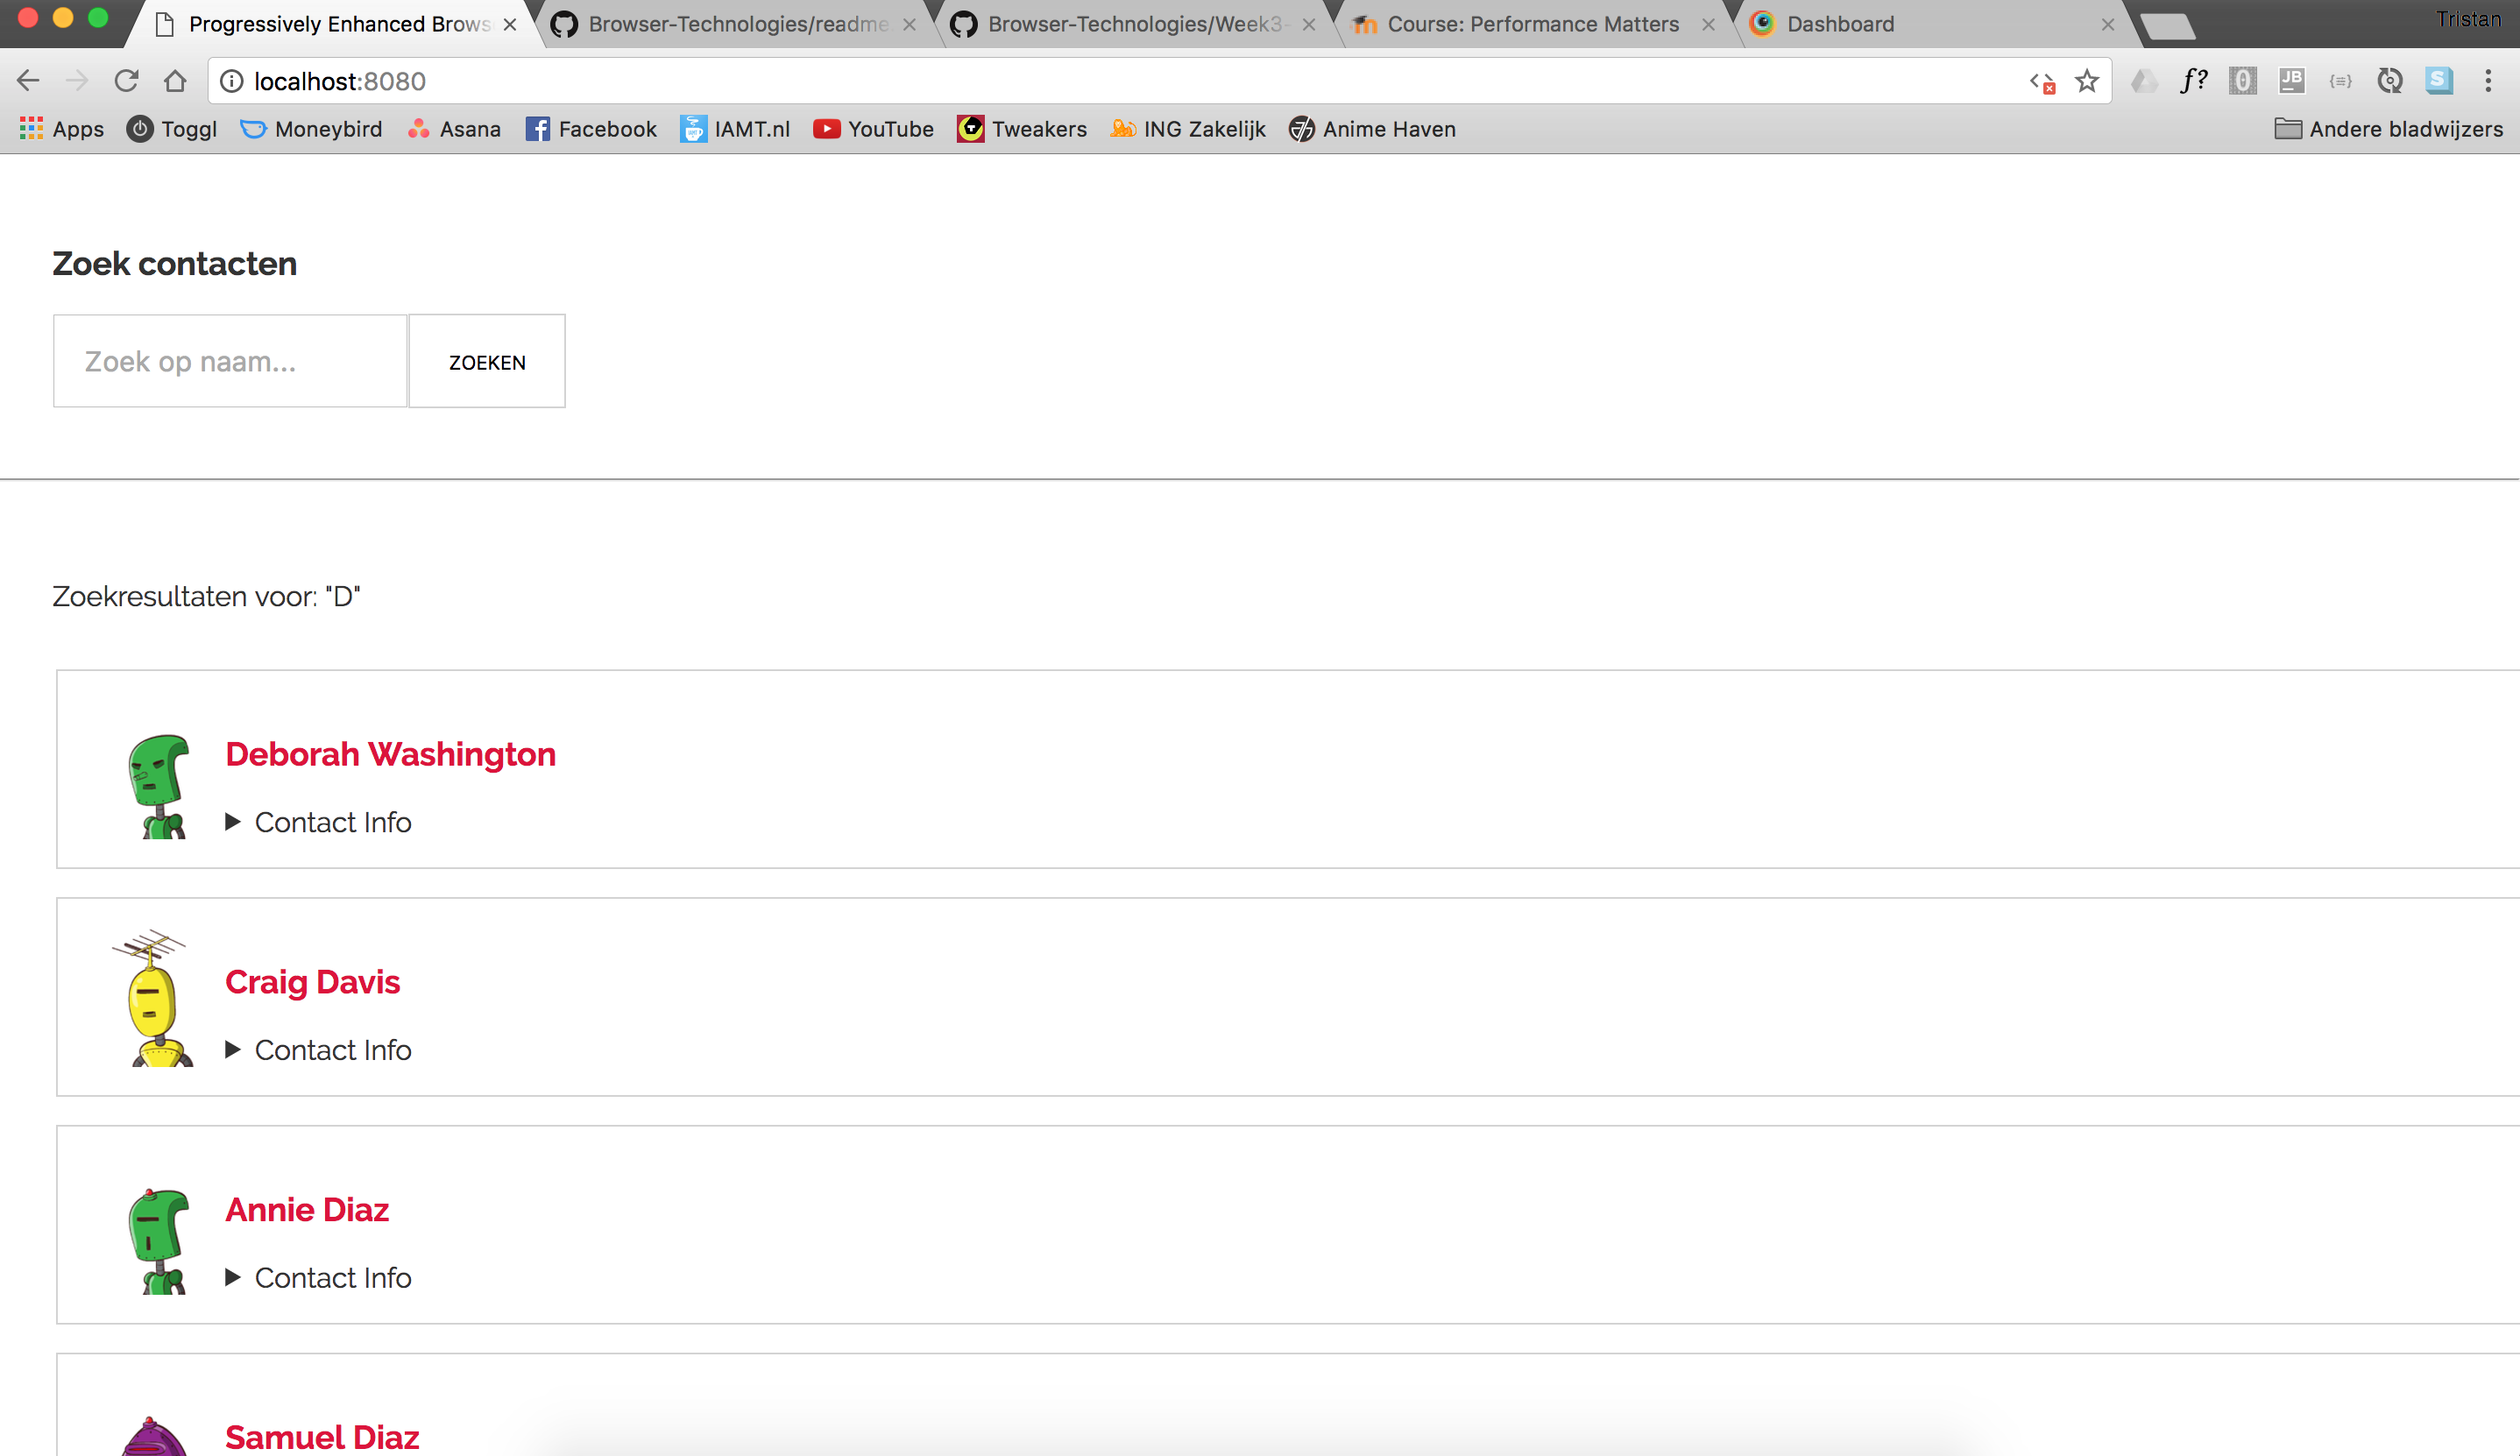 Progressively Enhanced Brows
Browser-Technologies/readme
Browser-Technologies/Week3-
Course: Performance Matters
Dashboard
Tristan
localhost:8080
f?
JB
S
Apps
Toggl
Moneybird
Asana
Facebook
IAMT.nl
YouTube
Tweakers
ING Zakelijk
Anime Haven
Andere bladwijzers
Zoek contacten
Zoek op naam...
ZOEKEN
Zoekresultaten voor: "D"
Deborah Washington
Contact Info
Craig Davis
Contact Info
Annie Diaz
Contact Info
Samuel Diaz